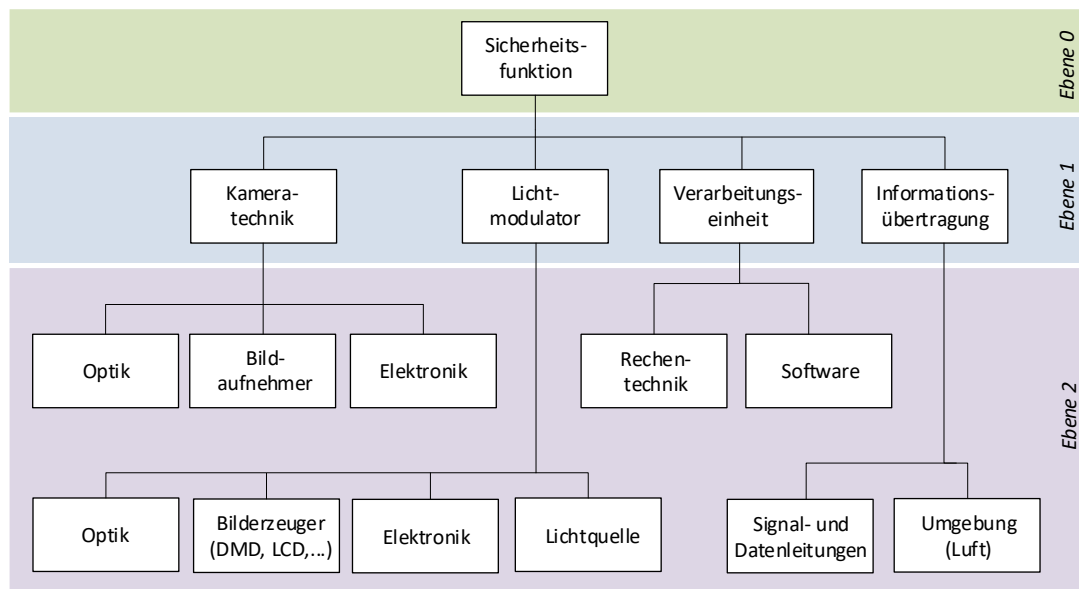 Sicherheits-
funktion
Ebene 0
Kamera-
technik
Licht-
modulator
Verarbeitungs-
einheit
Informations-
übertragung
Ebene 1
Optik
Bild-
aufnehmer
Elektronik
Rechen-
technik
Software
Ebene 2
Optik
Bilderzeuger
(DMD, LCD,...)
Elektronik
Lichtquelle
Signal- und
Datenleitungen
Umgebung
(Luft)